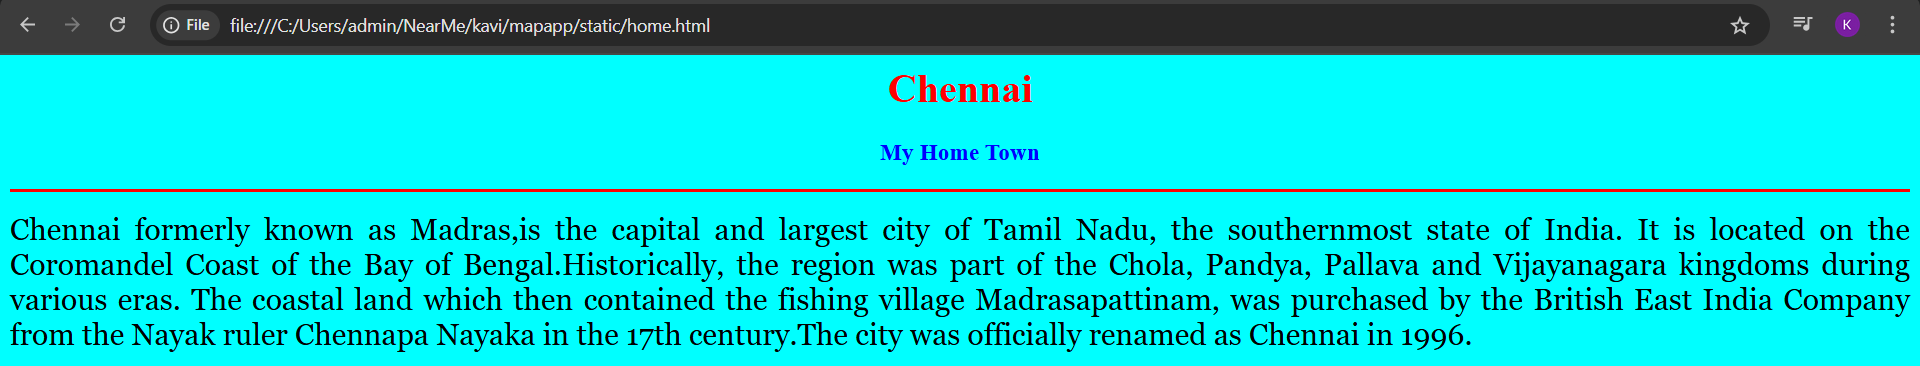 File file:///C:/Users/admin/NearMe/kavi/mapapp/static/home.html K
Chennai
My Home Town
Chennai formerly known as Madras,is the capital and largest city of Tamil Nadu, the southernmost state of India. It is located on the
Coromandel Coast of the Bay of Bengal.Historically, the region was part of the Chola, Pandya, Pallava and Vijayanagara kingdoms during
various eras. The coastal land which then contained the fishing village Madrasapattinam, was purchased by the British East India Company
from the Nayak ruler Chennapa Nayaka in the 17th century.The city was officially renamed as Chennai in 1996.